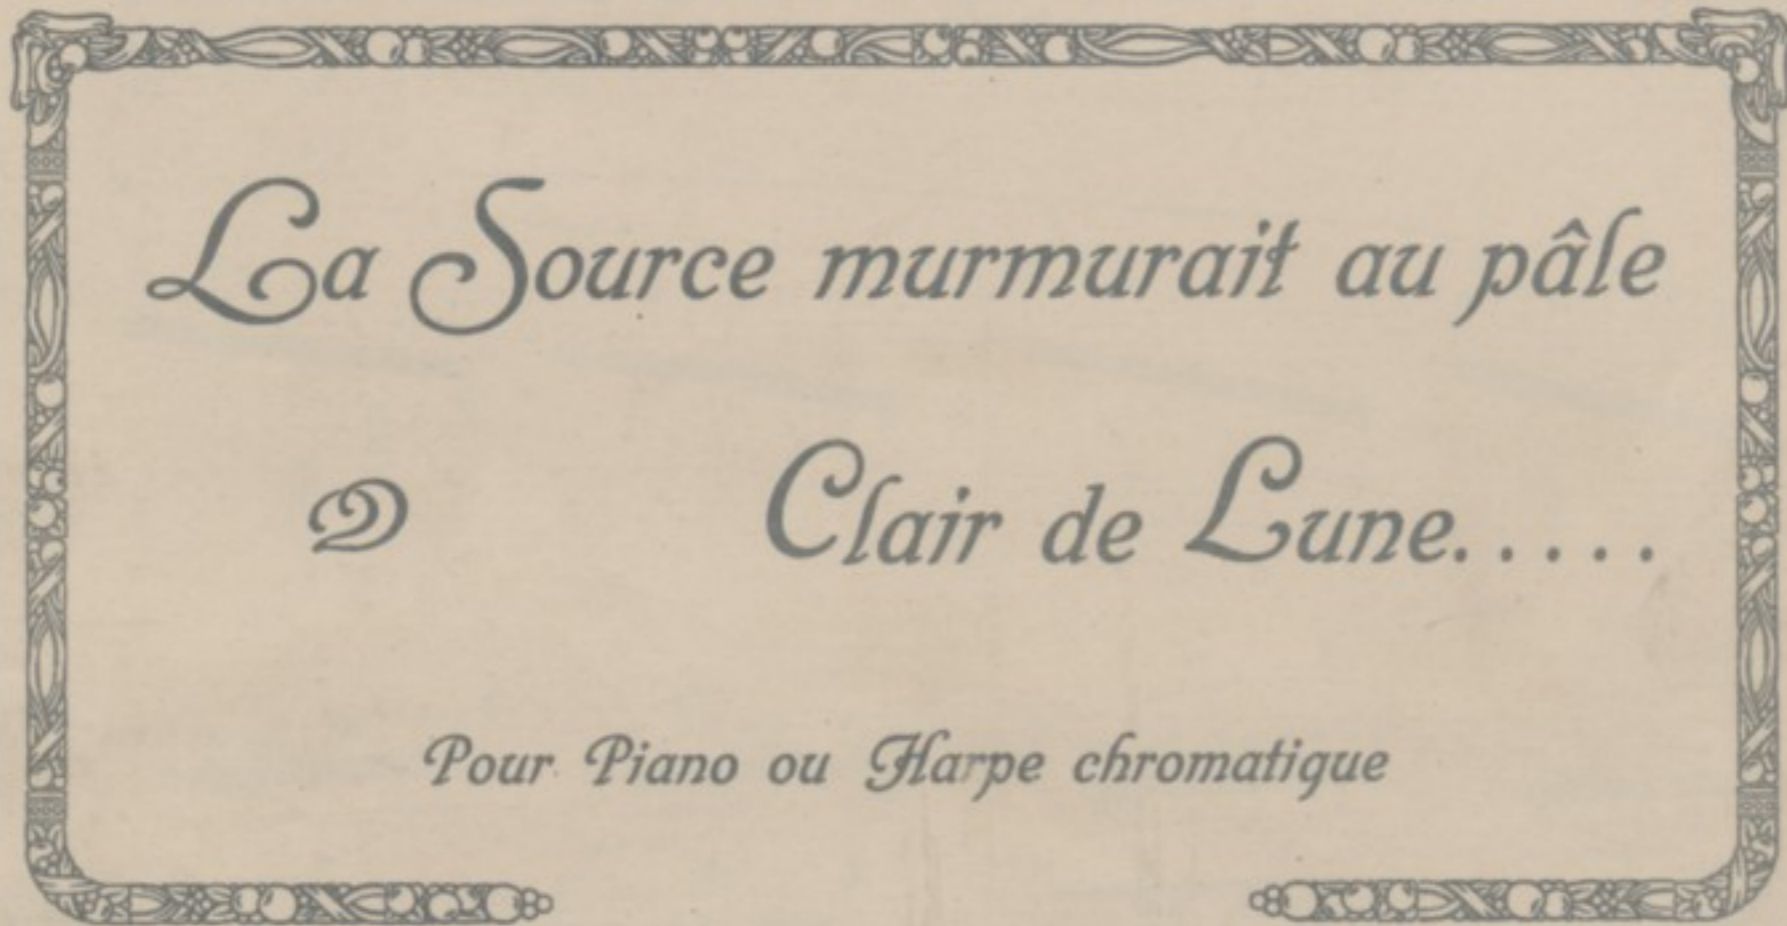 La Source murmurait au pâle
Clair de Lune.....
Pour Piano ou Harpe chromatique